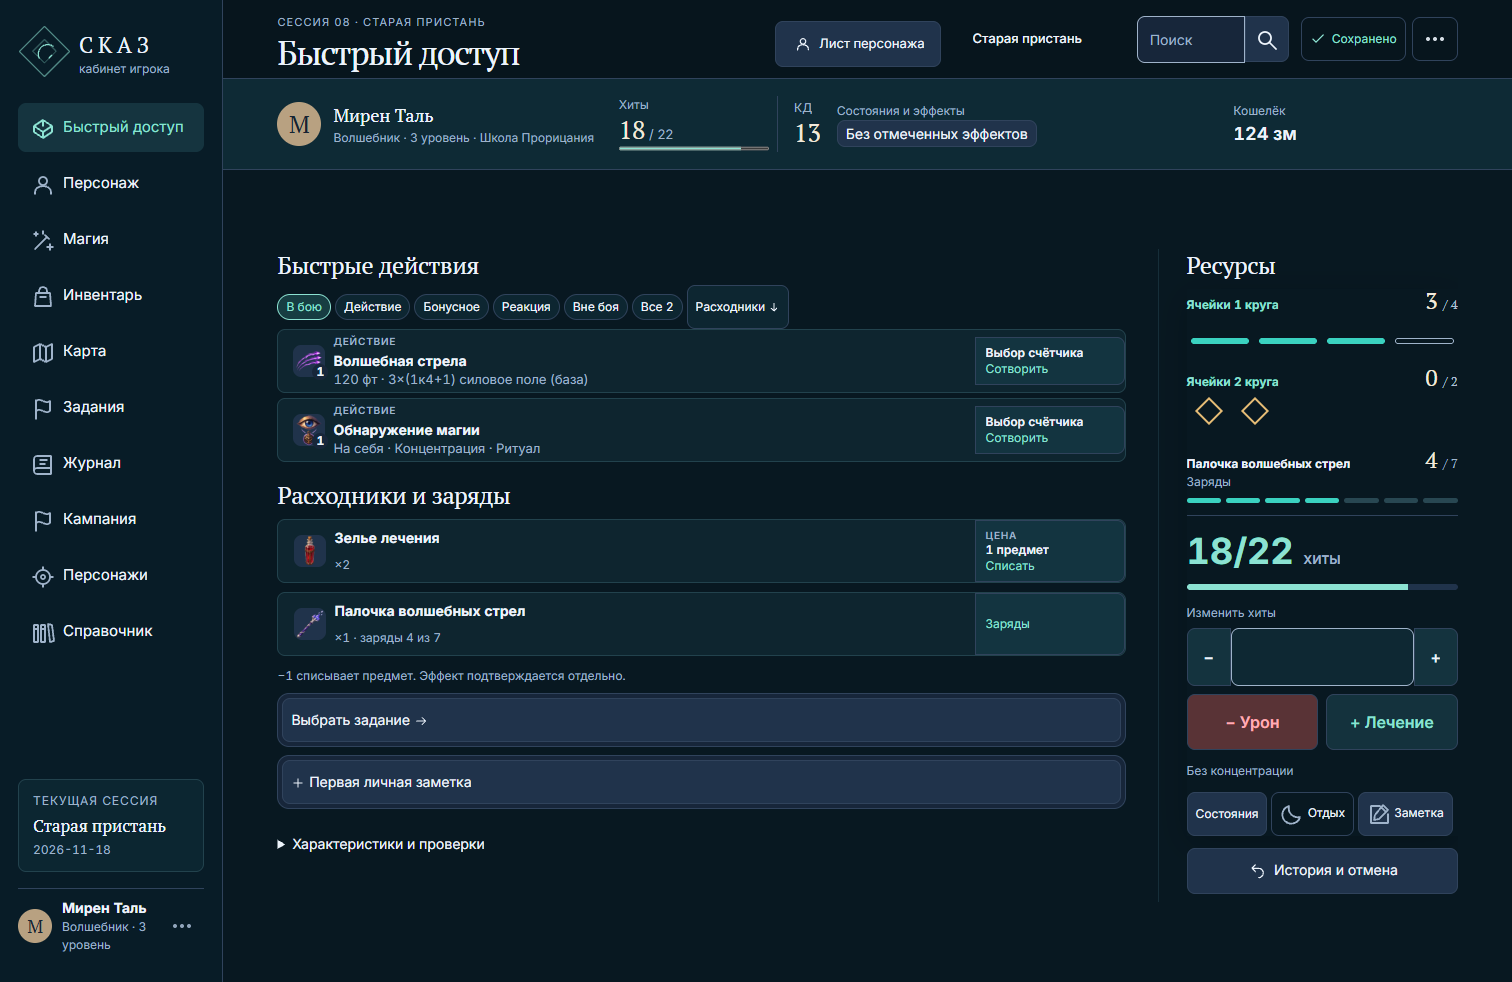 СКАЗ
кабинет игрока
Быстрый доступ
Персонаж
Магия
Инвентарь
Карта
Задания
Журнал
Кампания
Персонажи
Справочник
ТЕКУЩАЯ СЕССИЯ
Старая пристань
2026-11-18
М
Мирен Таль
Волшебник · 3
уровень
СЕССИЯ 08 · СТАРАЯ ПРИСТАНЬ
Быстрый доступ
Лист персонажа
Старая пристань
Поиск
Сохранено
М
Мирен Таль
Волшебник · 3 уровень · Школа Прорицания
Хиты
18 / 22
КД
13
Состояния и эффекты
Без отмеченных эффектов
Кошелёк
124 зм
Быстрые действия
В бою
Действие
Бонусное
Реакция
Вне боя
Все 2
Расходники ↓
1
ДЕЙСТВИЕ
Волшебная стрела
120 фт · 3×(1к4+1) силовое поле (база)
Выбор счётчика
Сотворить
1
ДЕЙСТВИЕ
Обнаружение магии
На себя · Концентрация · Ритуал
Выбор счётчика
Сотворить
Расходники и заряды
Зелье лечения
×2
ЦЕНА
1 предмет
Списать
Палочка волшебных стрел
×1 · заряды 4 из 7
Заряды
−1 списывает предмет. Эффект подтверждается отдельно.
Выбрать задание →
+ Первая личная заметка
▶ Характеристики и проверки
Ресурсы
Ячейки 1 круга
3 / 4
Ячейки 2 круга
0 / 2
Палочка волшебных стрел
4 / 7
Заряды
18/22 ХИТЫ
Изменить хиты
−
+
− Урон
+ Лечение
Без концентрации
Состояния
Отдых
Заметка
История и отмена